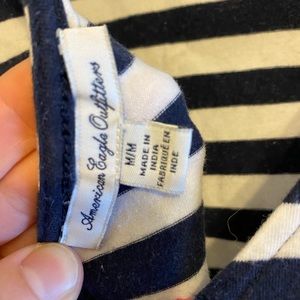 American Eagle Outfitters
M/M
MADE IN
INDIA
FABRIQUÉ EN
INDE